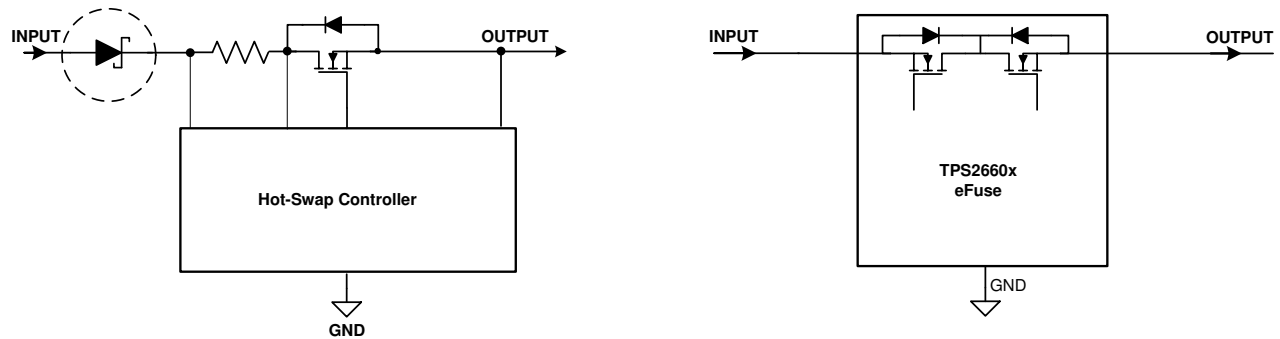 INPUT
OUTPUT
Hot-Swap Controller
GND
INPUT
OUTPUT
TPS2660x
eFuse
GND